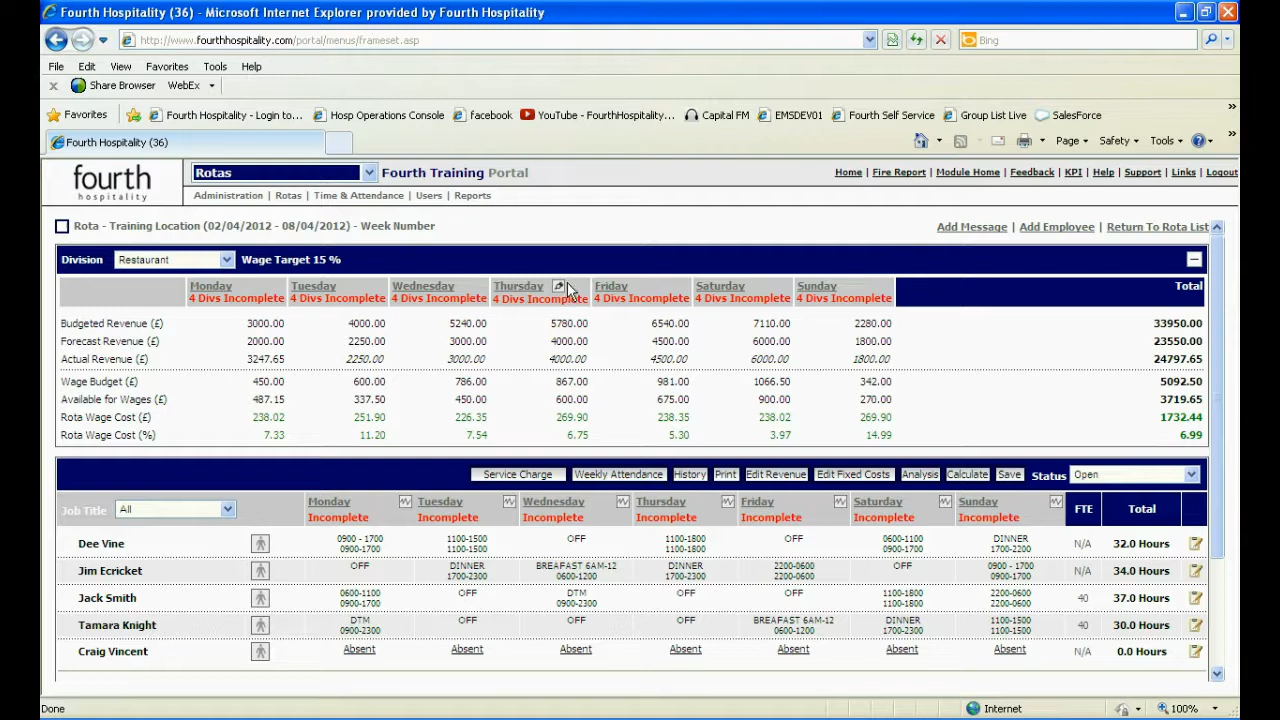 Fourth Hospitality (36) - Microsoft Internet Explorer provided by Fourth Hospitality
http://www.fourthhospitality.com/portal/menus/frameset.asp
Bing
File Edit View Favorites Tools Help
x Share Browser WebEx
Favorites Fourth Hospitality - Login to... Hosp Operations Console facebook YouTube - FourthHospitality... Capital FM EMSDEV01 Fourth Self Service Group List Live SalesForce
Fourth Hospitality (36) Page Safety Tools
fourth
hospitality
Rotas Fourth Training Portal Home | Fire Report | Module Home | Feedback | KPI | Help | Support | Links | Logout
Administration | Rotas | Time & Attendance | Users | Reports
Rota - Training Location (02/04/2012 - 08/04/2012) - Week Number Add Message | Add Employee | Return To Rota List
Division Restaurant Wage Target 15 %
Monday Tuesday Wednesday Thursday Friday Saturday Sunday Total
4 Divs Incomplete 4 Divs Incomplete 4 Divs Incomplete 4 Divs Incomplete 4 Divs Incomplete 4 Divs Incomplete 4 Divs Incomplete
Budgeted Revenue (£) 3000.00 4000.00 5240.00 5780.00 6540.00 7110.00 2280.00 33950.00
Forecast Revenue (£) 2000.00 2250.00 3000.00 4000.00 4500.00 6000.00 1800.00 23550.00
Actual Revenue (£) 3247.65 2250.00 3000.00 4000.00 4500.00 6000.00 1800.00 24797.65
Wage Budget (£) 450.00 600.00 786.00 867.00 981.00 1066.50 342.00 5092.50
Available for Wages (£) 487.15 337.50 450.00 600.00 675.00 900.00 270.00 3719.65
Rota Wage Cost (£) 238.02 251.90 226.35 269.90 238.35 238.02 269.90 1732.44
Rota Wage Cost (%) 7.33 11.20 7.54 6.75 5.30 3.97 14.99 6.99
Service Charge Weekly Attendance History Print Edit Revenue Edit Fixed Costs Analysis Calculate Save Status Open
Job Title All Monday Tuesday Wednesday Thursday Friday Saturday Sunday FTE Total
Incomplete Incomplete Incomplete Incomplete Incomplete Incomplete Incomplete
Dee Vine 0900 - 1700 1100-1500 OFF 1100-1800 OFF 0600-1100 DINNER N/A 32.0 Hours
0900-1700 1100-1500 1100-1800 0900-1700 1700-2200
Jim Ecricket OFF DINNER BREAFAST 6AM-12 DINNER 2200-0600 OFF 0900 - 1700 N/A 34.0 Hours
1700-2300 0600-1200 1700-2300 2200-0600 0900-1700
Jack Smith 0600-1100 OFF DTM OFF OFF 1100-1800 2200-0600 40 37.0 Hours
0900-1700 0900-2300 1100-1800 2200-0600
Tamara Knight DTM OFF OFF OFF BREAFAST 6AM-12 DINNER 1100-1500 40 30.0 Hours
0900-2300 0600-1200 1700-2300 1100-1500
Craig Vincent Absent Absent Absent Absent Absent Absent Absent N/A 0.0 Hours
Done Internet 100%